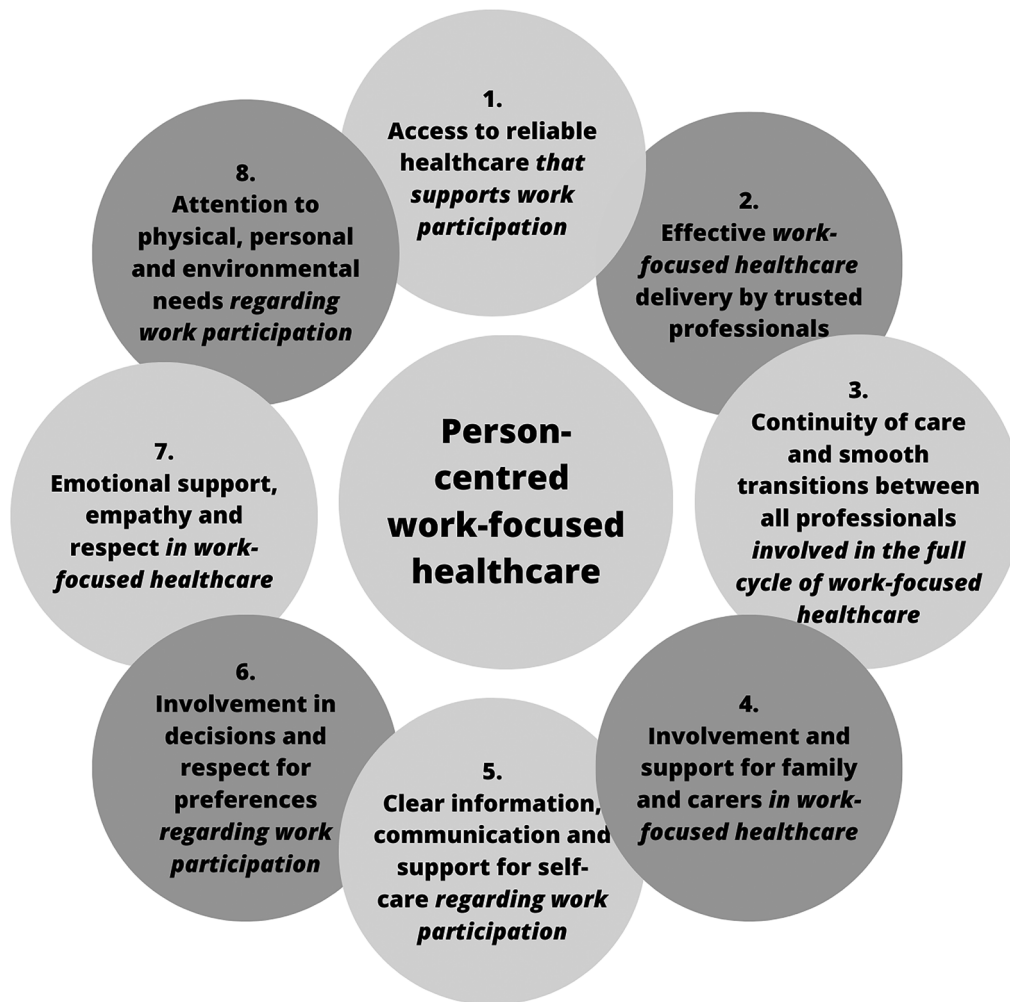 1.
Access to reliable
healthcare that
supports work
participation
2.
Effective work-
focused healthcare
delivery by trusted
professionals
3.
Continuity of care
and smooth
transitions between
all professionals
involved in the full
cycle of work-focused
healthcare
4.
Involvement and
support for family
and carers in work-
focused healthcare
5.
Clear information,
communication and
support for self-
care regarding work
participation
6.
Involvement in
decisions and
respect for
preferences
regarding work
participation
7.
Emotional support,
empathy and
respect in work-
focused healthcare
8.
Attention to
physical, personal
and environmental
needs regarding
work participation
Person-
centred
work-focused
healthcare